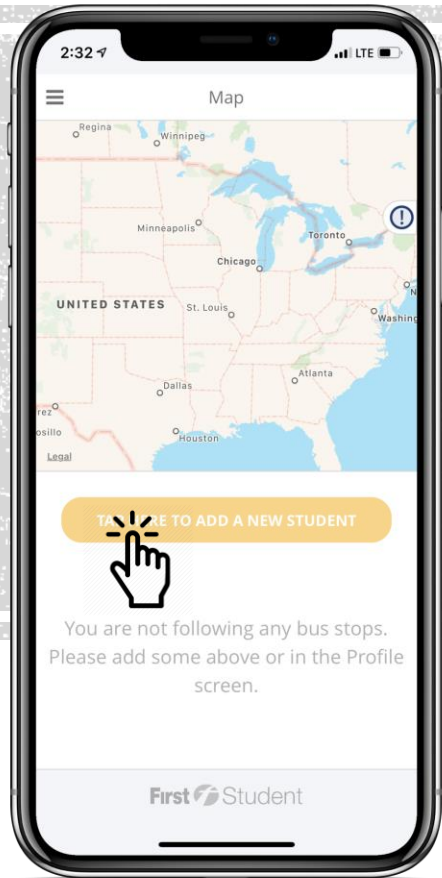 2:32
LTE
Map
Regina
Winnipeg
Minneapolis
Toronto
Chicago
UNITED STATES
St. Louis
Washing
Atlanta
Dallas
rez
osillo
Houston
Legal
TO ADD A NEW STUDENT
You are not following any bus stops.
Please add some above or in the Profile
screen.
First Student